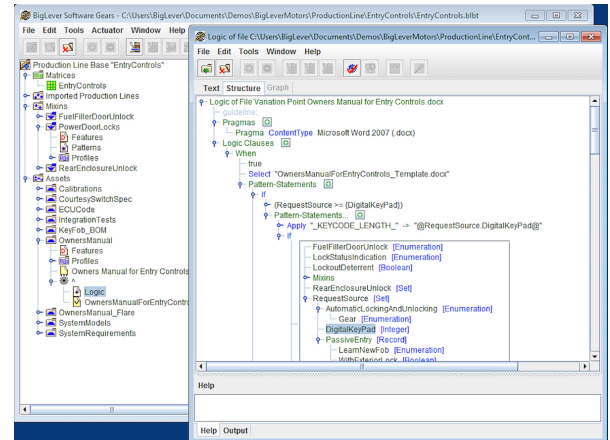 BigLever Software Gears - C:\Users\BigLever\Documents\Demos\BigLeverMotors\ProductionLine\EntryControls\EntryControls.blbt
File Edit Tools Actuator Window Help
Production Line Base "EntryControls"
Matrices
EntryControls
Imported Production Lines
Mixins
FuelFillerDoorUnlock
PowerDoorLocks
Features
Patterns
Profiles
RearEnclosureUnlock
Assets
Calibrations
CourtesySwitchSpec
ECUCode
IntegrationTests
KeyFob_BOM
OwnersManual
Features
Profiles
Owners Manual for Entry Controls
^
Logic
OwnersManualForEntryContr
OwnersManual_Flare
SystemModels
SystemRequirements
Logic of file C:\Users\BigLever\Documents\Demos\BigLeverMotors\ProductionLine\EntryCont...
File Edit Tools Window Help
Text Structure Graph
Logic of File Variation Point Owners Manual for Entry Controls.docx
guideline:
Pragmas
Pragma ContentType Microsoft Word 2007 (.docx)
Logic Clauses
When
true
Select "OwnersManualForEntryControls_Template.docx"
Pattern-Statements
If
(RequestSource >= {DigitalKeyPad})
Pattern-Statements...
Apply "_KEYCODE_LENGTH_" -> "@RequestSource.DigitalKeyPad@"
If
FuelFillerDoorUnlock [Enumeration]
LockStatusIndication [Enumeration]
LockoutDeterrent [Boolean]
Mixins
RearEnclosureUnlock [Set]
RequestSource [Set]
AutomaticLockingAndUnlocking [Enumeration]
Gear [Enumeration]
DigitalKeyPad [Integer]
PassiveEntry [Record]
LearnNewFob [Enumeration]
WithExteriorLock [Boolean]
Help
Help Output